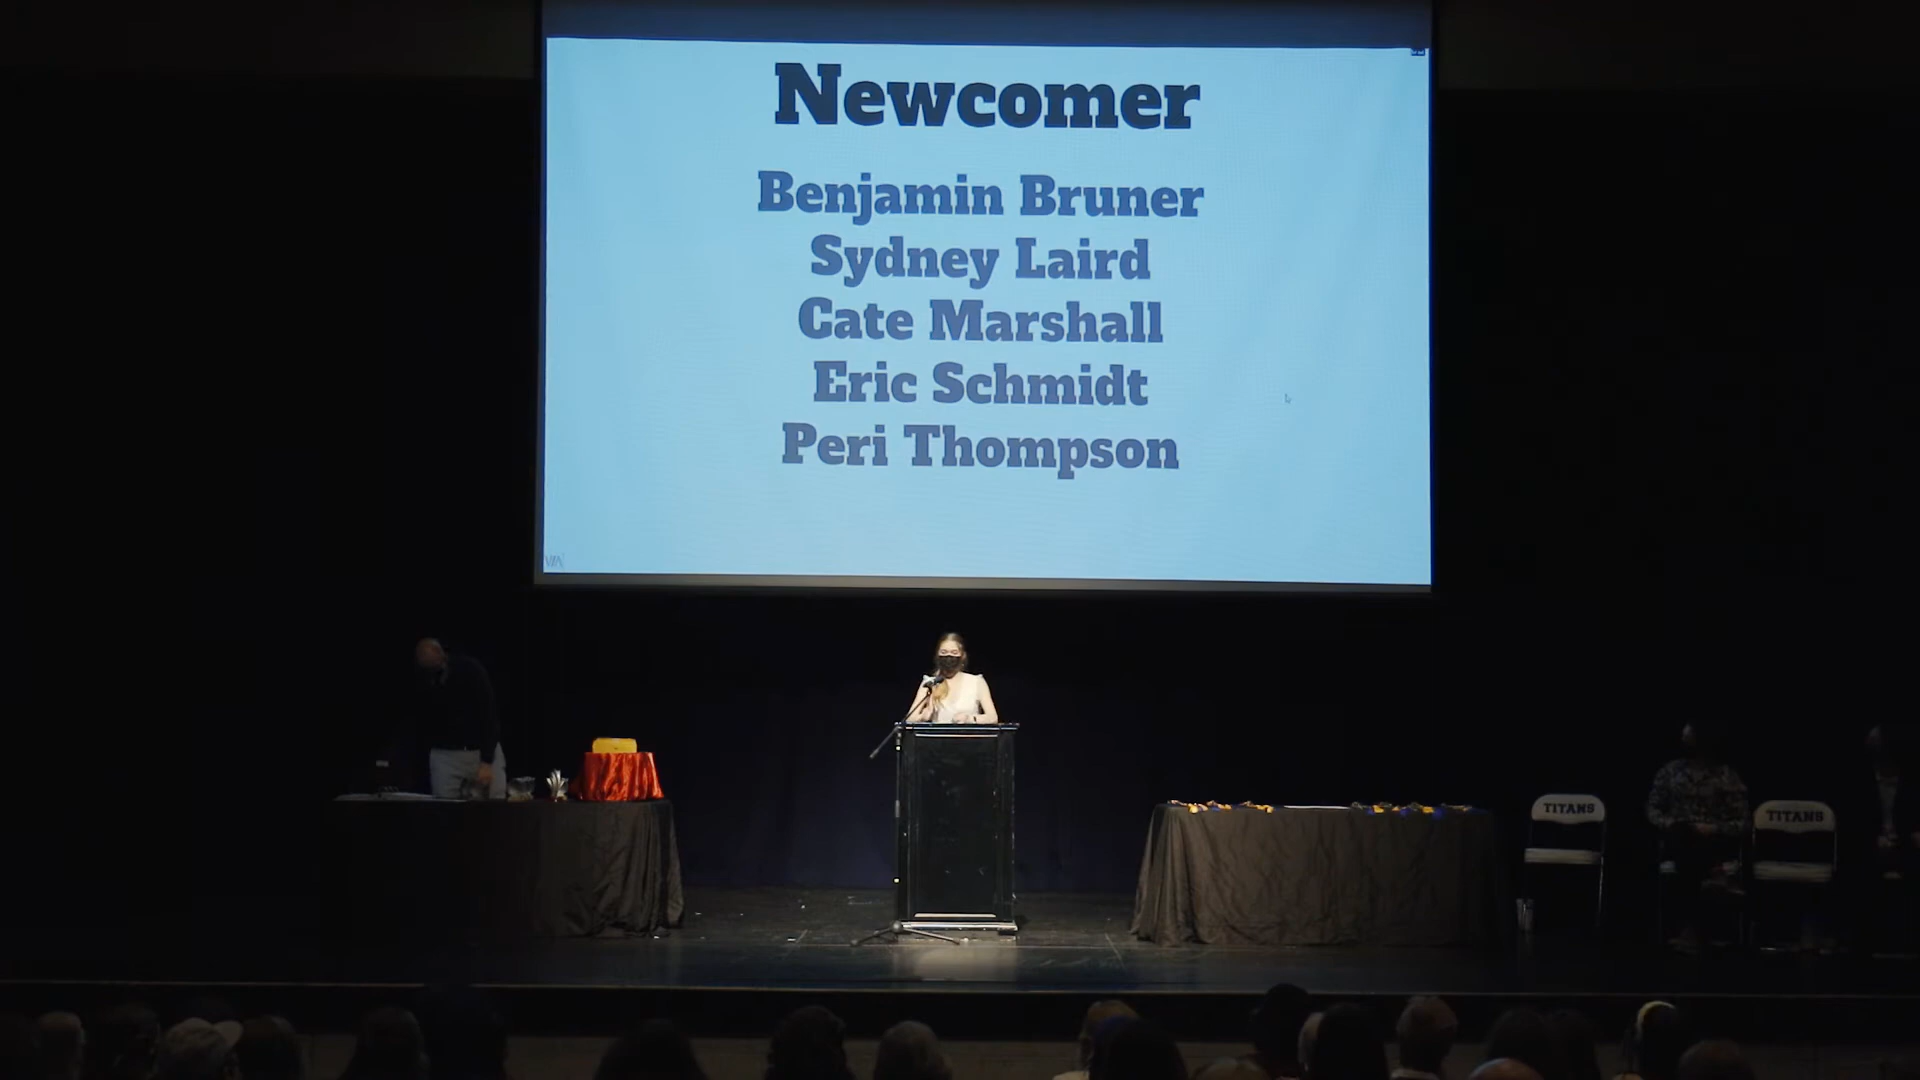 Newcomer
Benjamin Bruner
Sydney Laird
Cate Marshall
Eric Schmidt
Peri Thompson
TITANS
TITANS